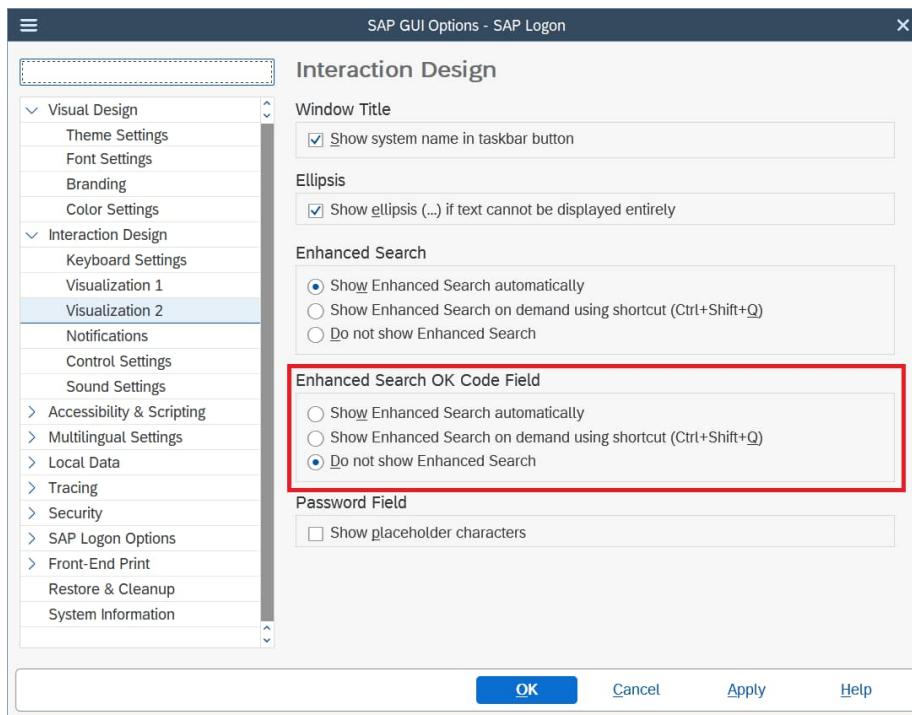 SAP GUI Options - SAP Logon
Visual Design
Theme Settings
Font Settings
Branding
Color Settings
Interaction Design
Keyboard Settings
Visualization 1
Visualization 2
Notifications
Control Settings
Sound Settings
Accessibility & Scripting
Multilingual Settings
Local Data
Tracing
Security
SAP Logon Options
Front-End Print
Restore & Cleanup
System Information
Interaction Design
Window Title
Show system name in taskbar button
Ellipsis
Show ellipsis (...) if text cannot be displayed entirely
Enhanced Search
Show Enhanced Search automatically
Show Enhanced Search on demand using shortcut (Ctrl+Shift+Q)
Do not show Enhanced Search
Enhanced Search OK Code Field
Show Enhanced Search automatically
Show Enhanced Search on demand using shortcut (Ctrl+Shift+Q)
Do not show Enhanced Search
Password Field
Show placeholder characters
OK
Cancel
Apply
Help